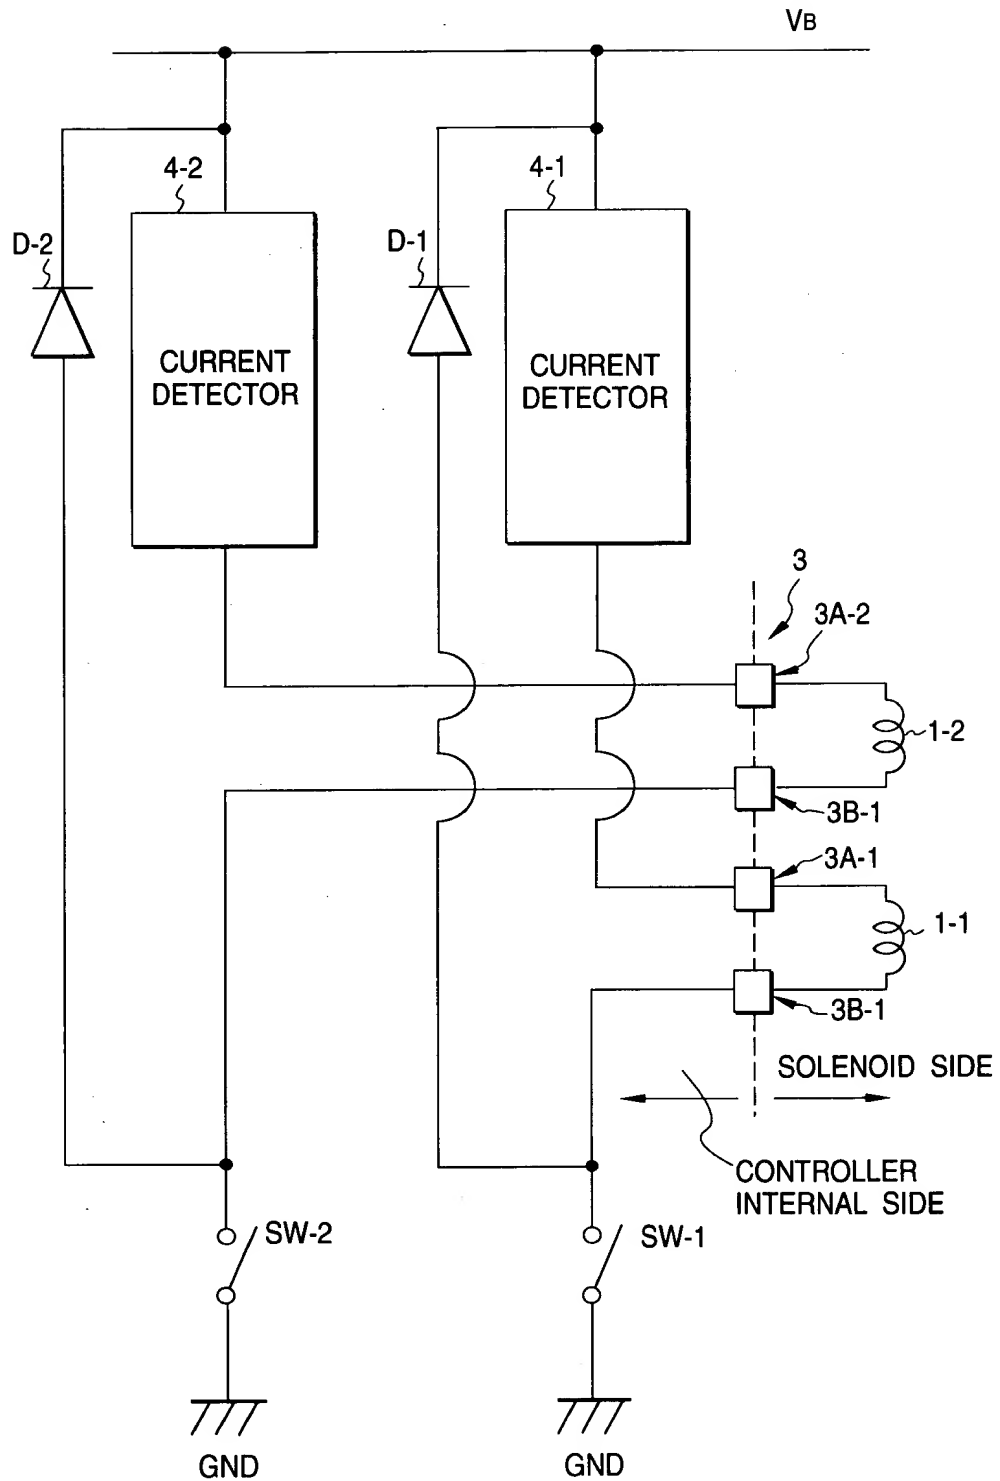 VB
4-2
4-1
D-2
D-1
CURRENT
DETECTOR
CURRENT
DETECTOR
3
3A-2
1-2
3B-1
3A-1
1-1
3B-1
SOLENOID SIDE
CONTROLLER
INTERNAL SIDE
SW-2
SW-1
GND
GND